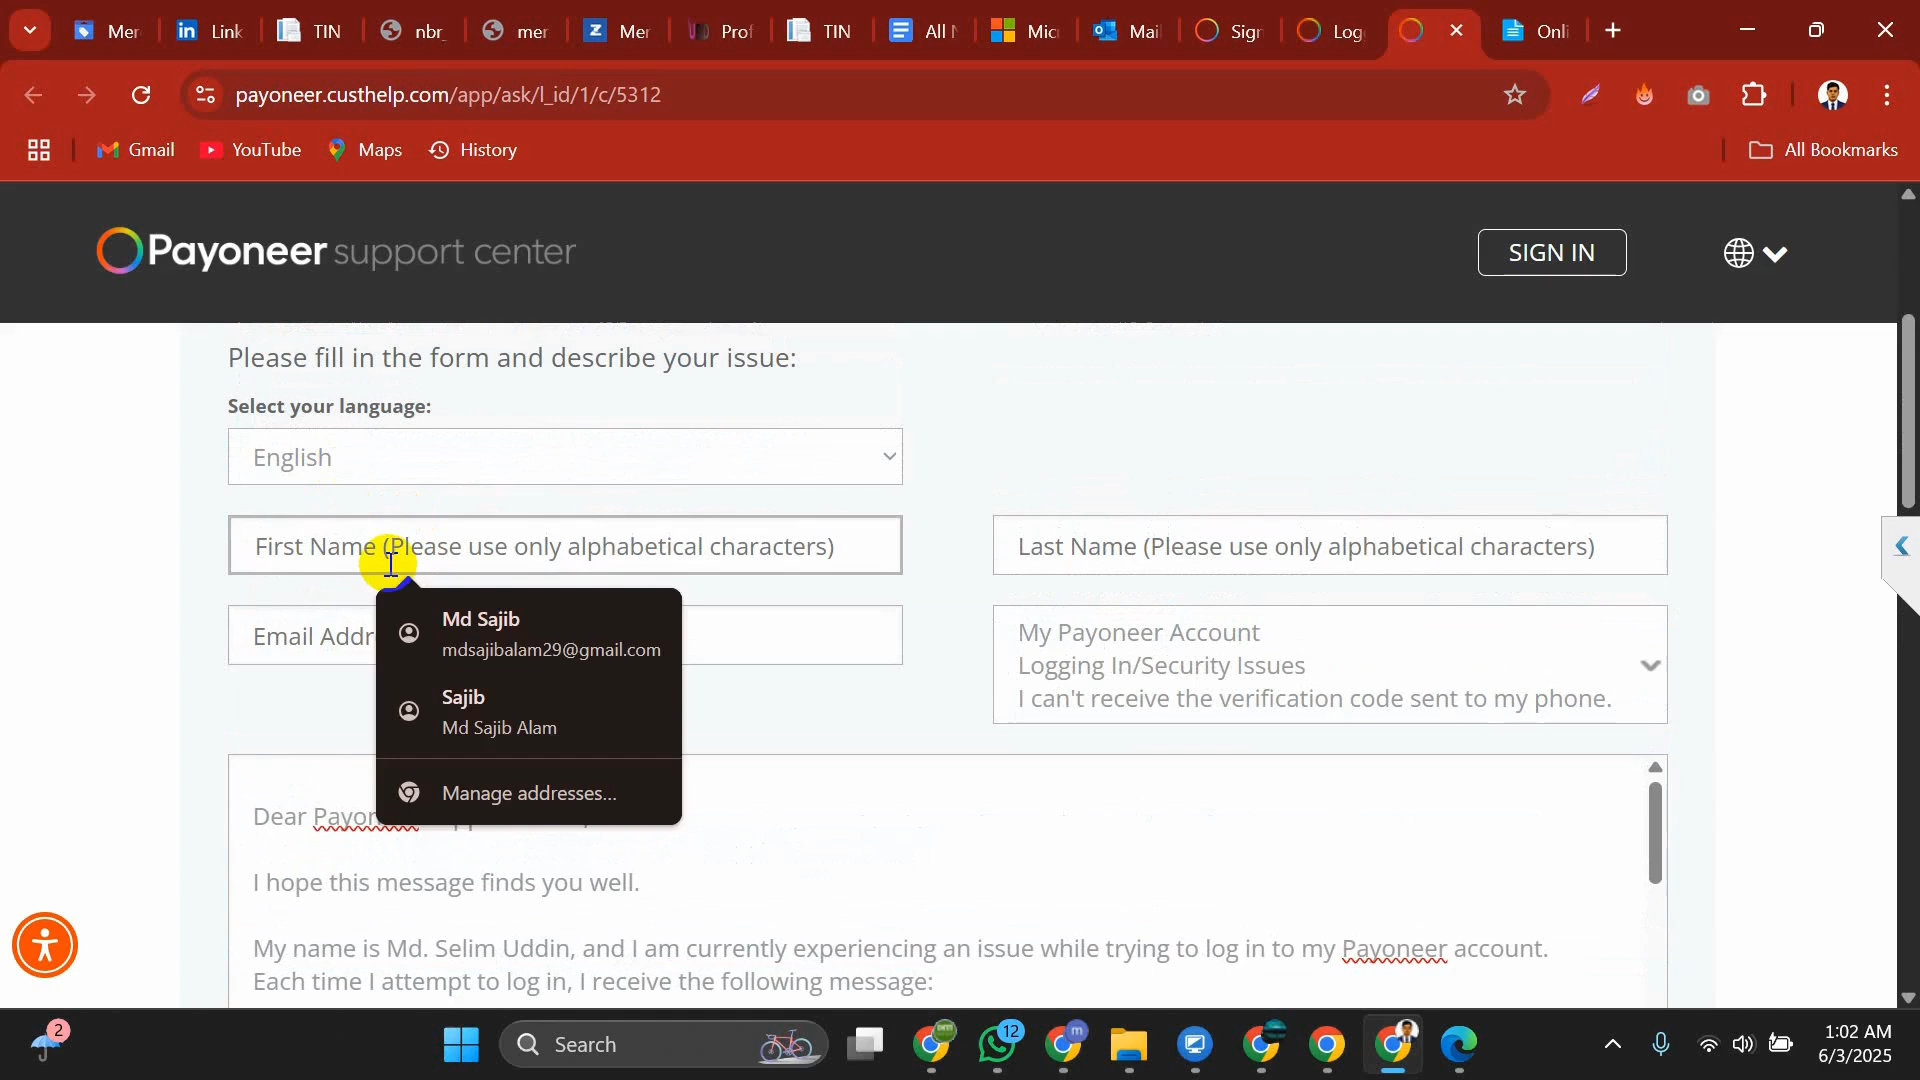 Mer
Link
TIN
nbr_
mer
Mer
Prof
TIN
All N
Micr
Mail
Sign
Log
Onli
payoneer.custhelp.com/app/ask/l_id/1/c/5312
Gmail
YouTube
Maps
History
All Bookmarks
Payoneer support center
SIGN IN
Please fill in the form and describe your issue:
Select your language:
English
First Name (Please use only alphabetical characters)
Last Name (Please use only alphabetical characters)
Md Sajib
mdsajibalam29@gmail.com
Sajib
Md Sajib Alam
Manage addresses...
Email Addr
My Payoneer Account
Logging In/Security Issues
I can't receive the verification code sent to my phone.
Dear Payon
I hope this message finds you well.
My name is Md. Selim Uddin, and I am currently experiencing an issue while trying to log in to my Payoneer account.
Each time I attempt to log in, I receive the following message:
2
Search
12
m
1:02 AM
6/3/2025